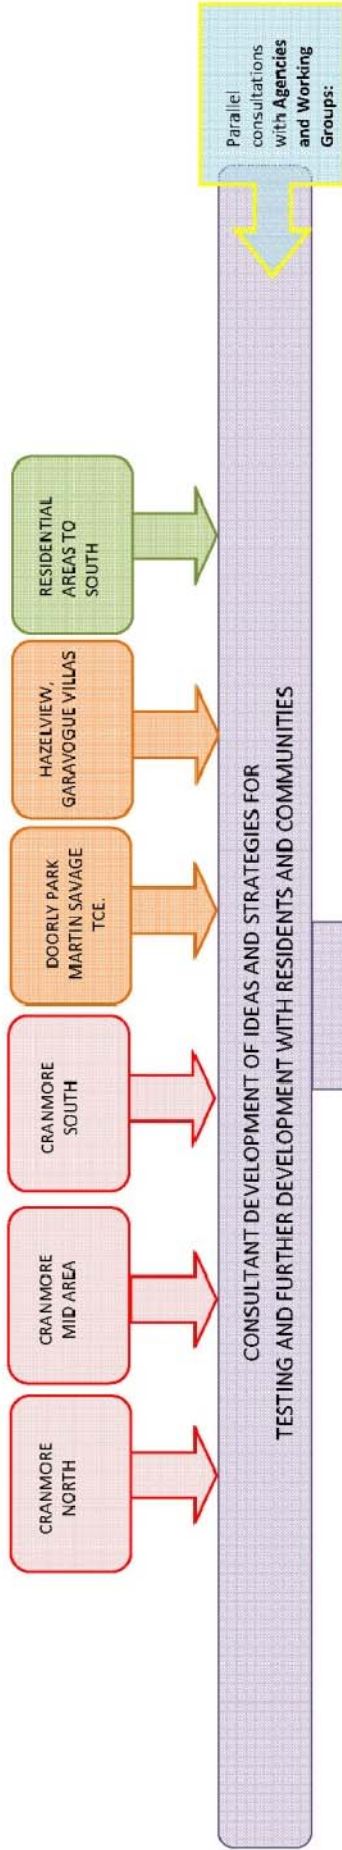 CRANMORE
NORTH
CRANMORE
MID AREA
CRANMORE
SOUTH
DOORLY PARK
MARTIN SAVAGE
TCE.
HAZELVIEW,
GARAVOGUE VILLAS
RESIDENTIAL
AREAS TO
SOUTH
CONSULTANT DEVELOPMENT OF IDEAS AND STRATEGIES FOR
TESTING AND FURTHER DEVELOPMENT WITH RESIDENTS AND COMMUNITIES
Parallel
consultations
with Agencies
and Working
Groups: